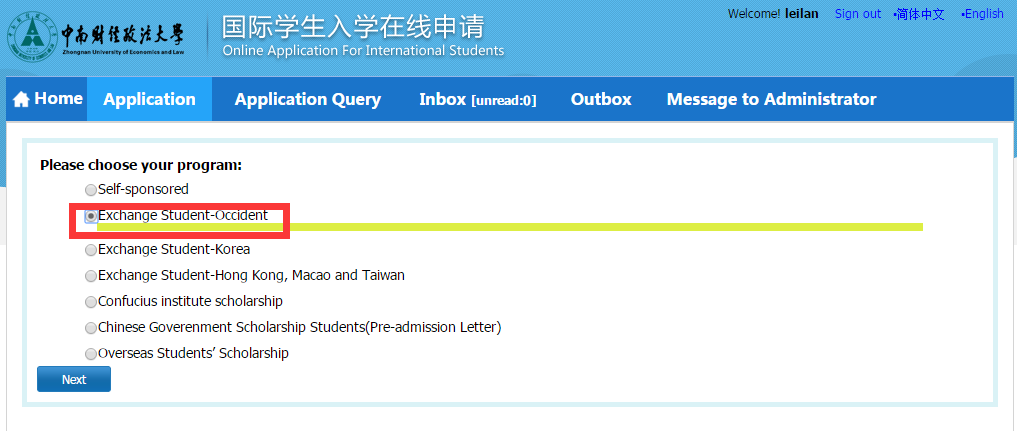 Welcome! leilan Sign out ▪简体中文 ▪English
中南财经政法大学
Zhongnan University of Economics and Law
国际学生入学在线申请
Online Application For International Students
Home Application Application Query Inbox [unread:0] Outbox Message to Administrator
Please choose your program:
Self-sponsored
Exchange Student-Occident
Exchange Student-Korea
Exchange Student-Hong Kong, Macao and Taiwan
Confucius institute scholarship
Chinese Goverenment Scholarship Students(Pre-admission Letter)
Overseas Students’ Scholarship
Next